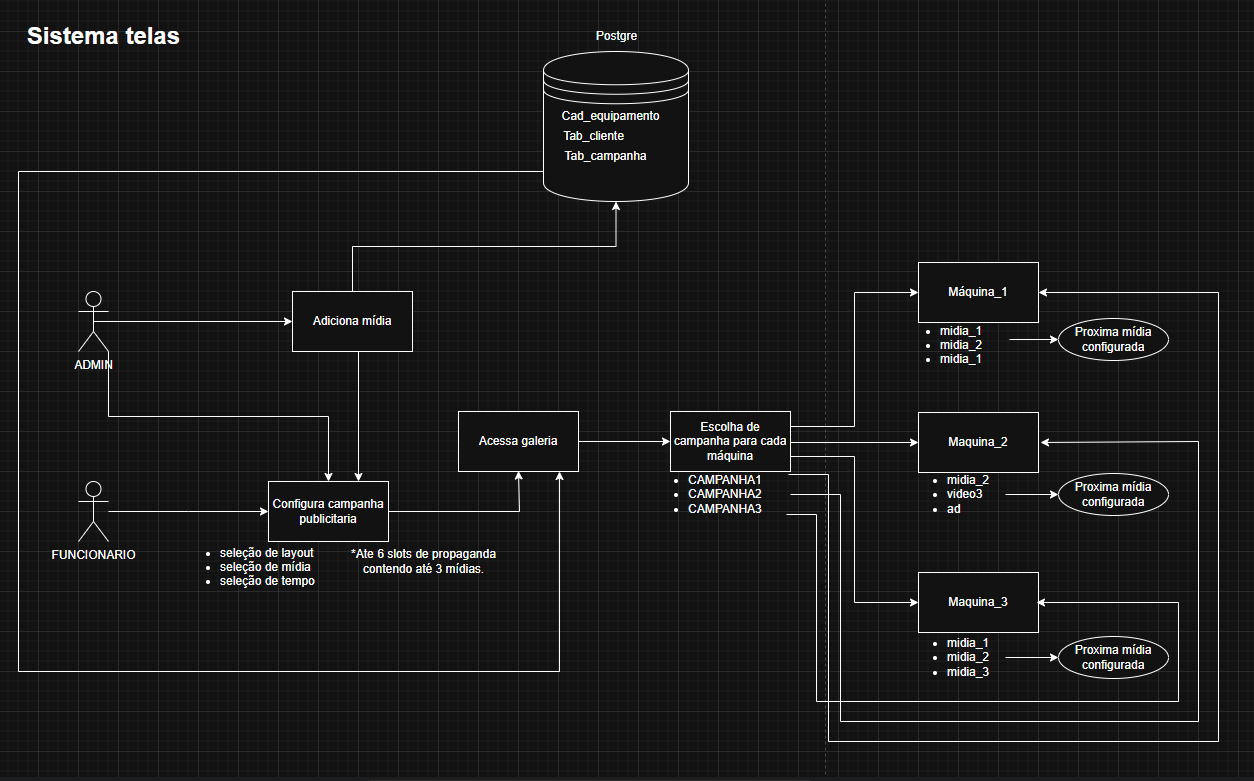 Sistema telas
Postgre
Cad_equipamento
Tab_cliente
Tab_campanha
ADMIN
Adiciona mídia
FUNCIONARIO
Configura campanha
publicitaria
seleção de layout
seleção de mídia
seleção de tempo
*Ate 6 slots de propaganda
contendo até 3 mídias.
Acessa galeria
Escolha de
campanha para cada
máquina
CAMPANHA1
CAMPANHA2
CAMPANHA3
Máquina_1
midia_1
midia_2
midia_1
Proxima mídia
configurada
Maquina_2
midia_2
video3
ad
Proxima mídia
configurada
Maquina_3
midia_1
midia_2
midia_3
Proxima mídia
configurada